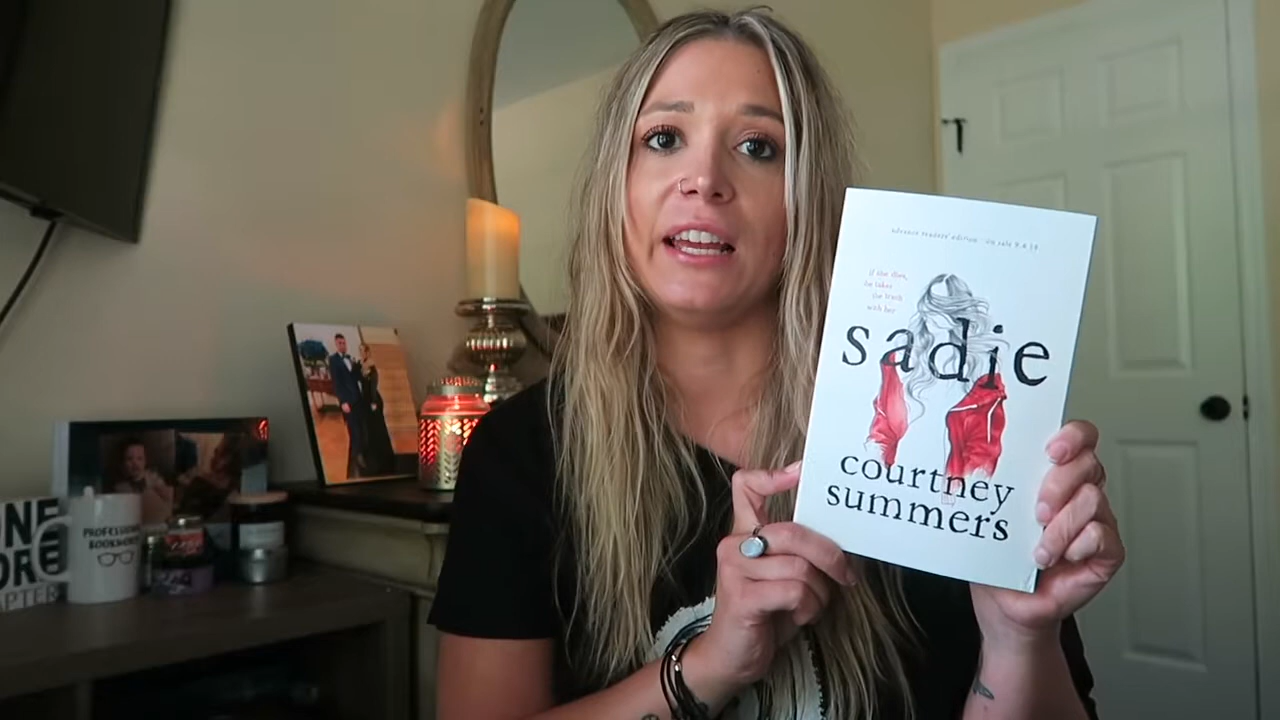 advance readers' edition · on sale 9.4.18
if she dies,
he takes
the truth
with her
sadie
courtney
summers
PROFESSIONAL
BOOKWORM
ONE
MORE
CHAPTER